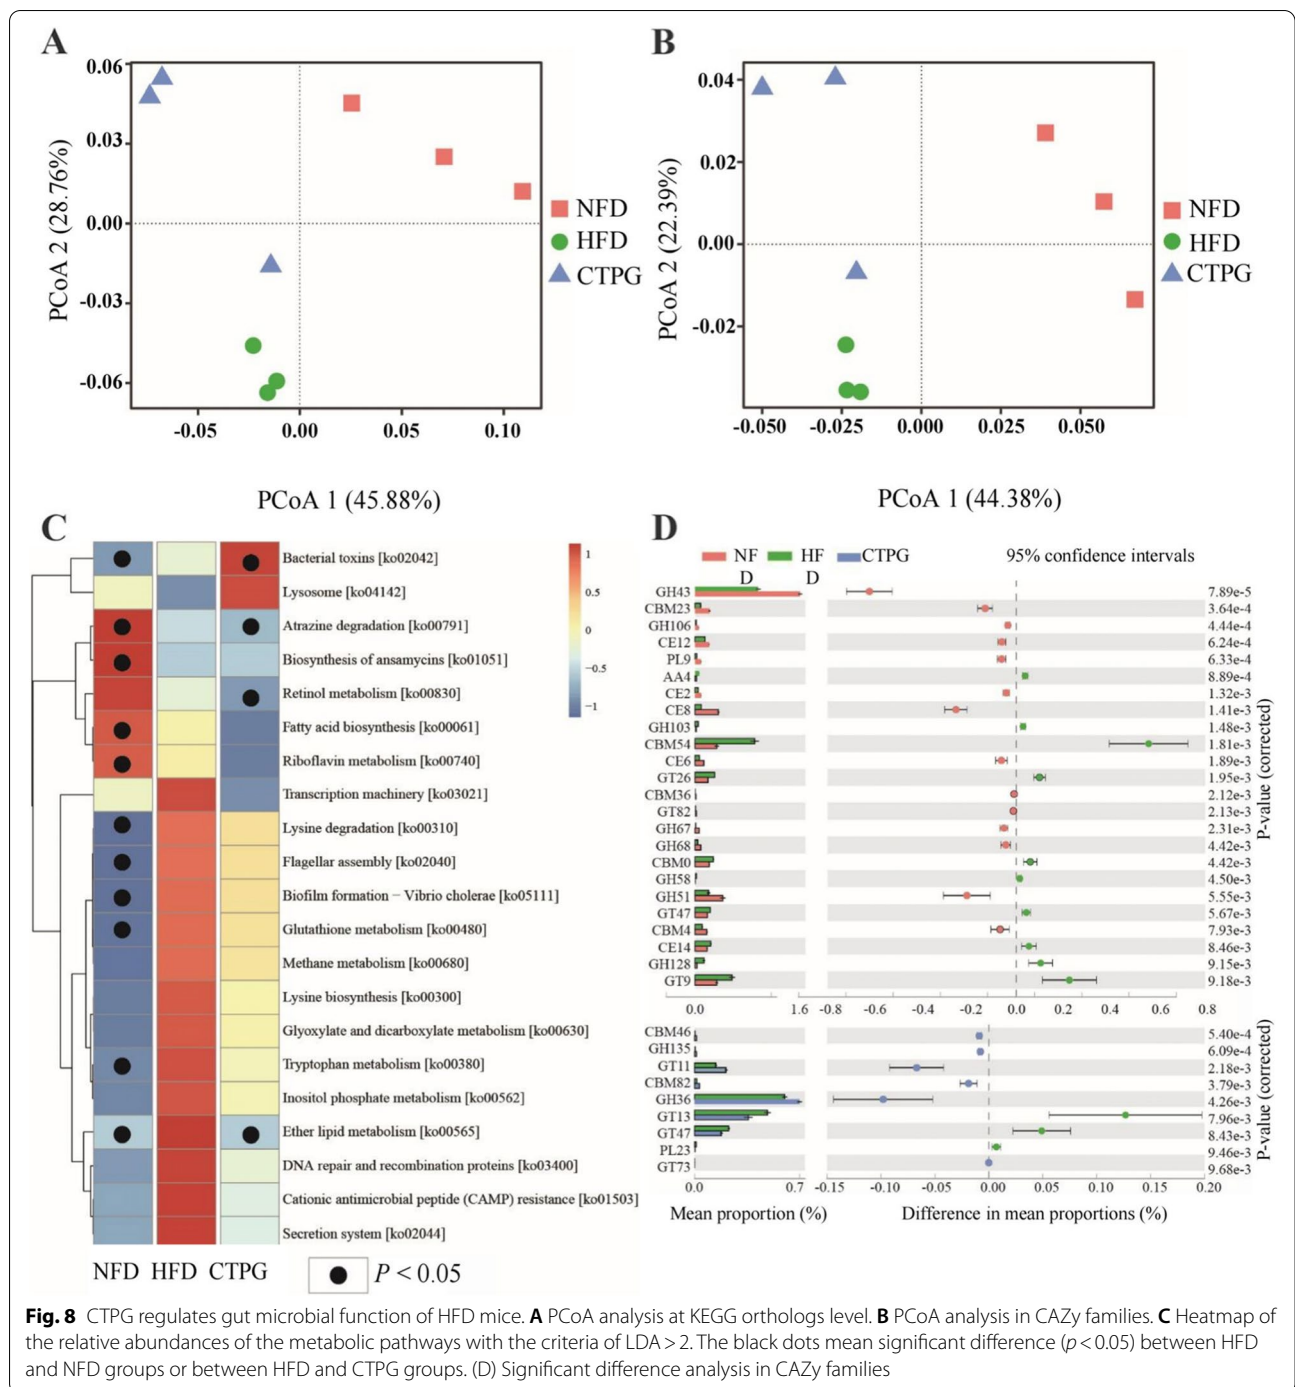 A
0.06
0.03
0.00
-0.03
-0.06
PCoA 2 (28.76%)
-0.05 0.00 0.05 0.10
PCoA 1 (45.88%)
NFD
HFD
CTPG
B
0.04
0.02
0.00
-0.02
PCoA 2 (22.39%)
-0.050 -0.025 0.000 0.025 0.050
PCoA 1 (44.38%)
NFD
HFD
CTPG
C
Bacterial toxins [ko02042]
Lysosome [ko04142]
Atrazine degradation [ko00791]
Biosynthesis of ansamycins [ko01051]
Retinol metabolism [ko00830]
Fatty acid biosynthesis [ko00061]
Riboflavin metabolism [ko00740]
Transcription machinery [ko03021]
Lysine degradation [ko00310]
Flagellar assembly [ko02040]
Biofilm formation − Vibrio cholerae [ko05111]
Glutathione metabolism [ko00480]
Methane metabolism [ko00680]
Lysine biosynthesis [ko00300]
Glyoxylate and dicarboxylate metabolism [ko00630]
Tryptophan metabolism [ko00380]
Inositol phosphate metabolism [ko00562]
Ether lipid metabolism [ko00565]
DNA repair and recombination proteins [ko03400]
Cationic antimicrobial peptide (CAMP) resistance [ko01503]
Secretion system [ko02044]
1
0.5
0
−0.5
−1
NFD HFD CTPG
P < 0.05
D
NF HF CTPG 95% confidence intervals
D D
GH43 7.89e-5
CBM23 3.64e-4
GH106 4.44e-4
CE12 6.24e-4
PL9 6.33e-4
AA4 8.89e-4
CE2 1.32e-3
CE8 1.41e-3
GH103 1.48e-3
CBM54 1.81e-3
CE6 1.89e-3
GT26 1.95e-3
CBM36 2.12e-3
GT82 2.13e-3
GH67 2.31e-3
GH68 4.42e-3
CBM0 4.42e-3
GH58 4.50e-3
GH51 5.55e-3
GT47 5.67e-3
CBM4 7.93e-3
CE14 8.46e-3
GH128 9.15e-3
GT9 9.18e-3
P-value (corrected)
0.0 1.6 -0.8 -0.6 -0.4 -0.2 0.0 0.2 0.4 0.6 0.8
CBM46 5.40e-4
GH135 6.09e-4
GT11 2.18e-3
CBM82 3.79e-3
GH36 4.26e-3
GT13 7.96e-3
GT47 8.43e-3
PL23 9.46e-3
GT73 9.68e-3
P-value (corrected)
0.0 0.7 -0.15 -0.10 -0.05 0.00 0.05 0.10 0.15 0.20
Mean proportion (%) Difference in mean proportions (%)
Fig. 8 CTPG regulates gut microbial function of HFD mice. A PCoA analysis at KEGG orthologs level. B PCoA analysis in CAZy families. C Heatmap of
the relative abundances of the metabolic pathways with the criteria of LDA > 2. The black dots mean significant difference (p < 0.05) between HFD
and NFD groups or between HFD and CTPG groups. (D) Significant difference analysis in CAZy families